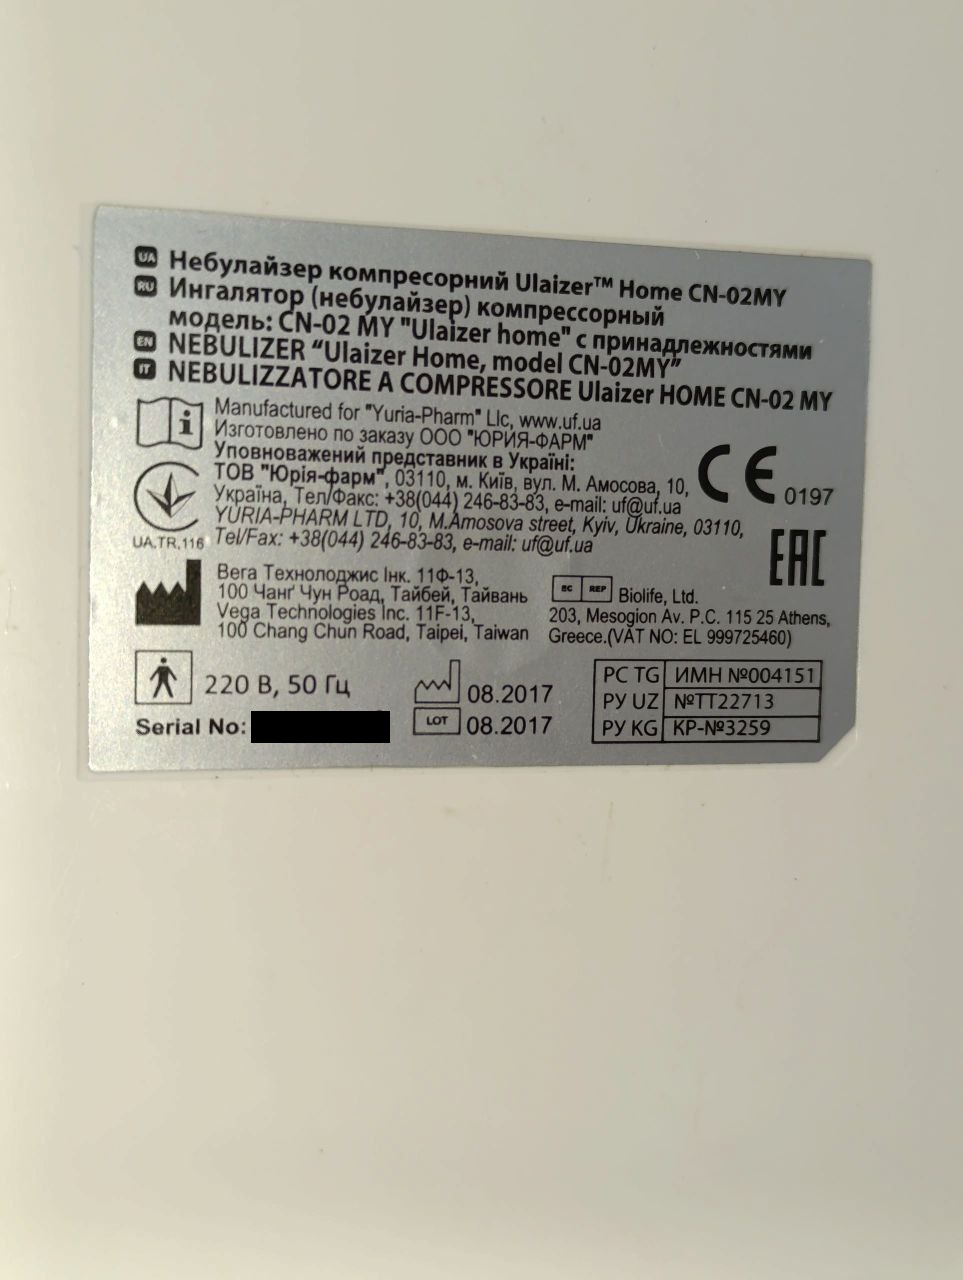 UA Небулайзер компресорний Ulaizer™ Home CN-02MY
RU Ингалятор (небулайзер) компрессорный
модель: CN-02 MY "Ulaizer home" с принадлежностями
EN NEBULIZER “Ulaizer Home, model CN-02MY”
IT NEBULIZZATORE A COMPRESSORE Ulaizer HOME CN-02 MY
Manufactured for "Yuria-Pharm" Llc, www.uf.ua
Изготовлено по заказу ООО "ЮРИЯ-ФАРМ"
Уповноважений представник в Україні:
ТОВ "Юрія-фарм", 03110, м. Київ, вул. М. Амосова, 10,
Україна, Тел/Факс: +38(044) 246-83-83, e-mail: uf@uf.ua
YURIA-PHARM LTD, 10, M.Amosova street, Kyiv, Ukraine, 03110,
Tel/Fax: +38(044) 246-83-83, e-mail: uf@uf.ua
UA.TR.116
CE 0197
EAC
Вега Технолоджис Інк. 11Ф-13,
100 Чанґ Чун Роад, Тайбей, Тайвань
Vega Technologies Inc. 11F-13,
100 Chang Chun Road, Taipei, Taiwan
EC REP Biolife, Ltd.
203, Mesogion Av. P.C. 115 25 Athens,
Greece.(VAT NO: EL 999725460)
220 В, 50 Гц
08.2017
Serial No:
LOT 08.2017
РС TG ИМН №004151
РУ UZ №ТТ22713
РУ KG КР-№3259